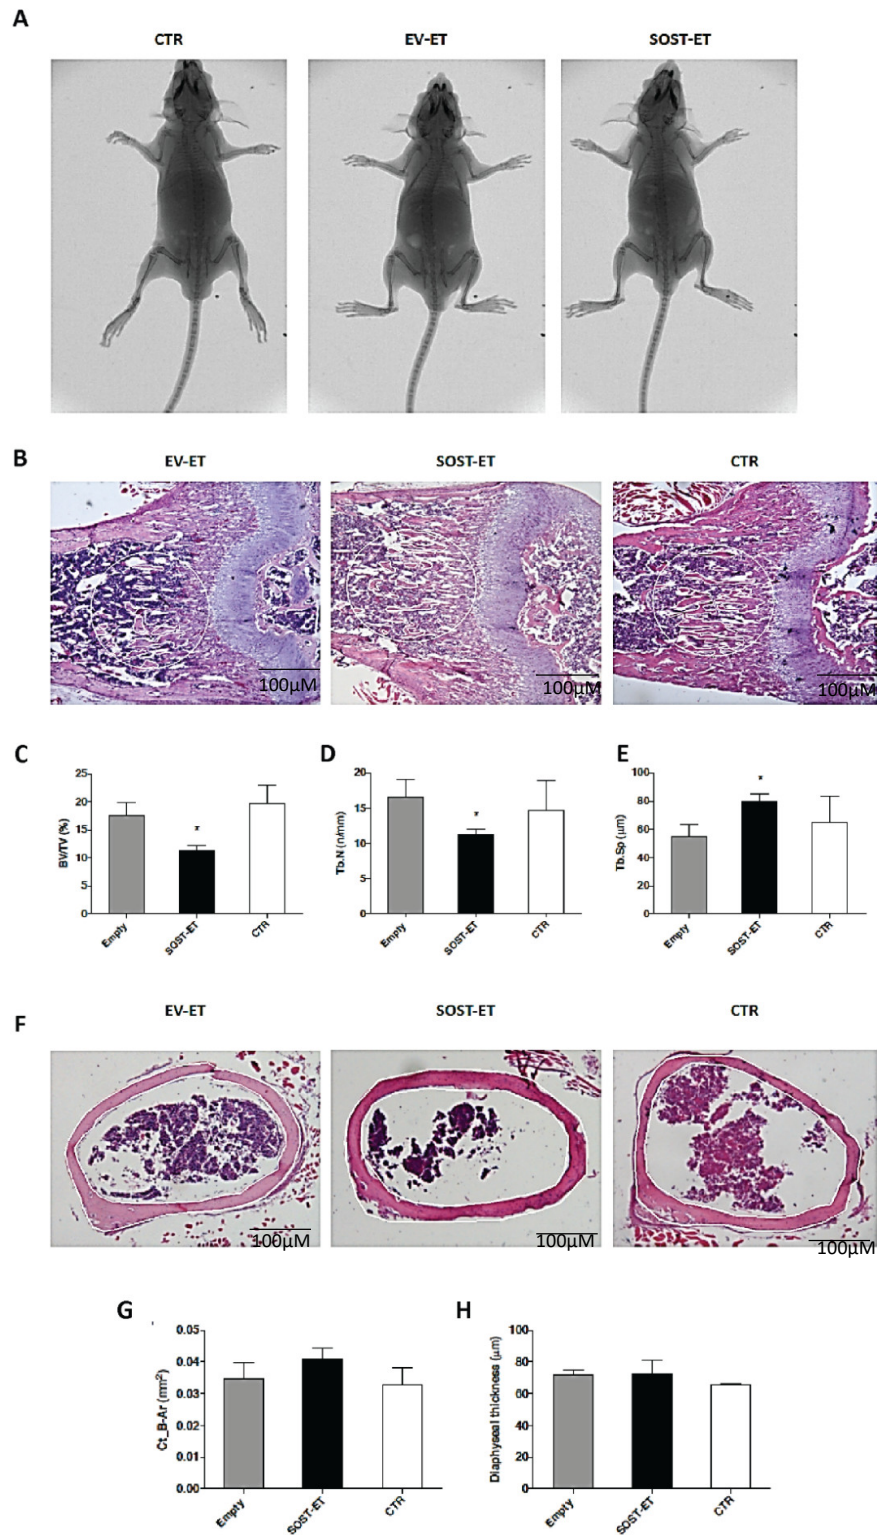 A
CTR EV-ET SOST-ET
B
EV-ET SOST-ET CTR
100μM 100μM 100μM
C D E
BV/TV (%)
25
20
15
10
5
0
*
Empty SOST-ET CTR
Tb.N (n/mm)
20
15
10
5
0
*
Empty SOST-ET CTR
Tb.Sp (μm)
100
80
60
40
20
0
*
Empty SOST-ET CTR
F
EV-ET SOST-ET CTR
100μM 100μM 100μM
G H
Ct_B-Ar (mm²)
0.05
0.04
0.03
0.02
0.01
0.00
Empty SOST-ET CTR
Diaphyseal thickness (μm)
100
80
60
40
20
0
Empty SOST-ET CTR